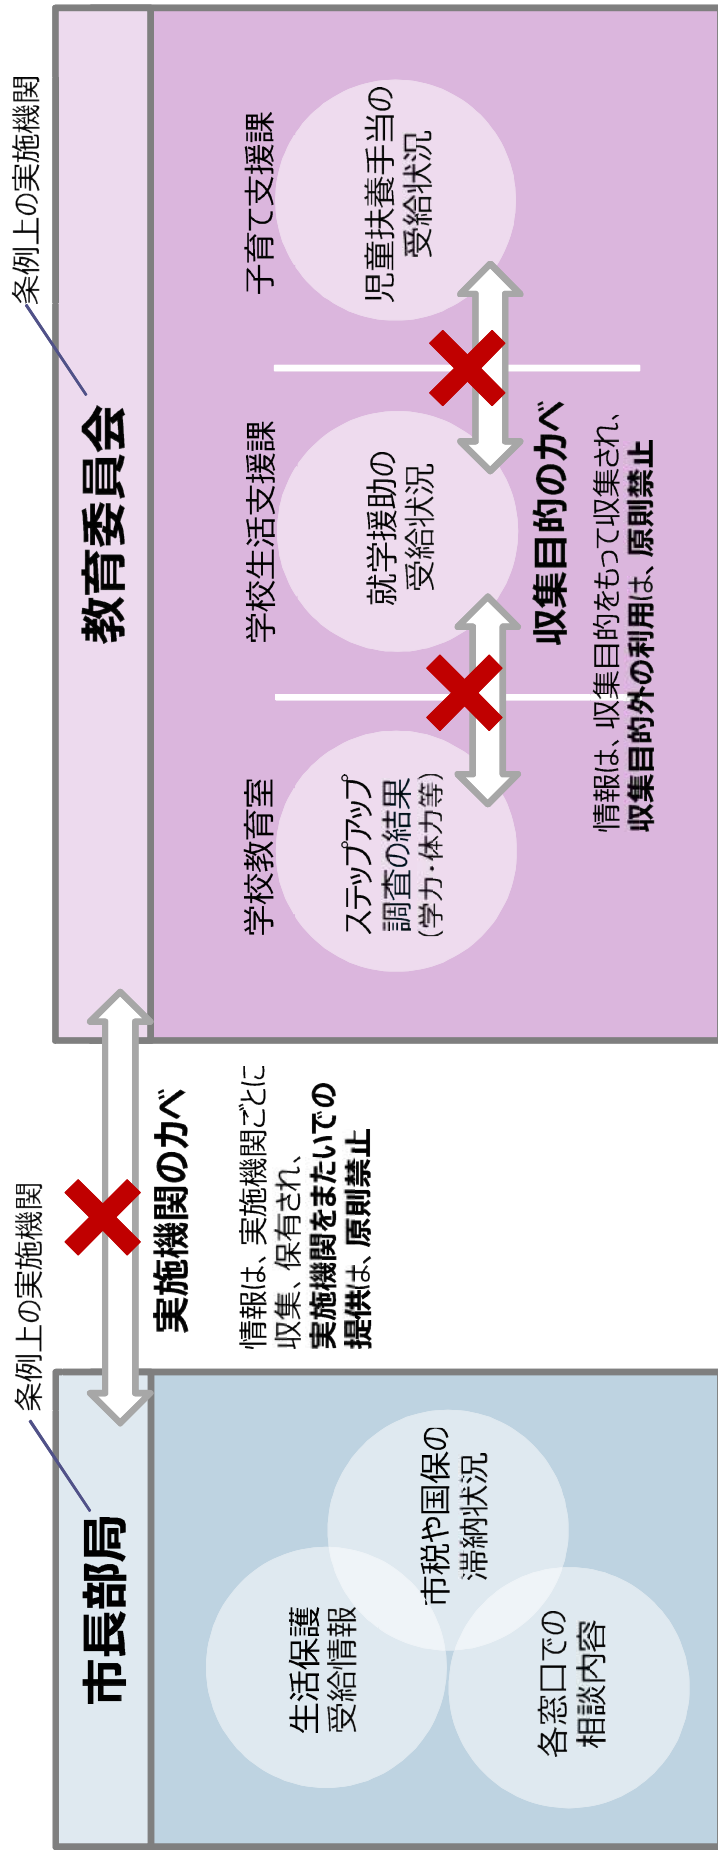 条例上の実施機関
市長部局
生活保護
受給情報
市税や国保の
滞納状況
各窓口での
相談内容
実施機関のカベ
情報は、実施機関ごとに
収集、保有され、
実施機関をまたいでの
提供は、原則禁止
条例上の実施機関
教育委員会
学校教育室
ステップアップ
調査の結果
(学力・体力等)
学校生活支援課
就学援助の
受給状況
子育て支援課
児童扶養手当の
受給状況
収集目的のカベ
情報は、収集目的をもって収集され、
収集目的外の利用は、原則禁止